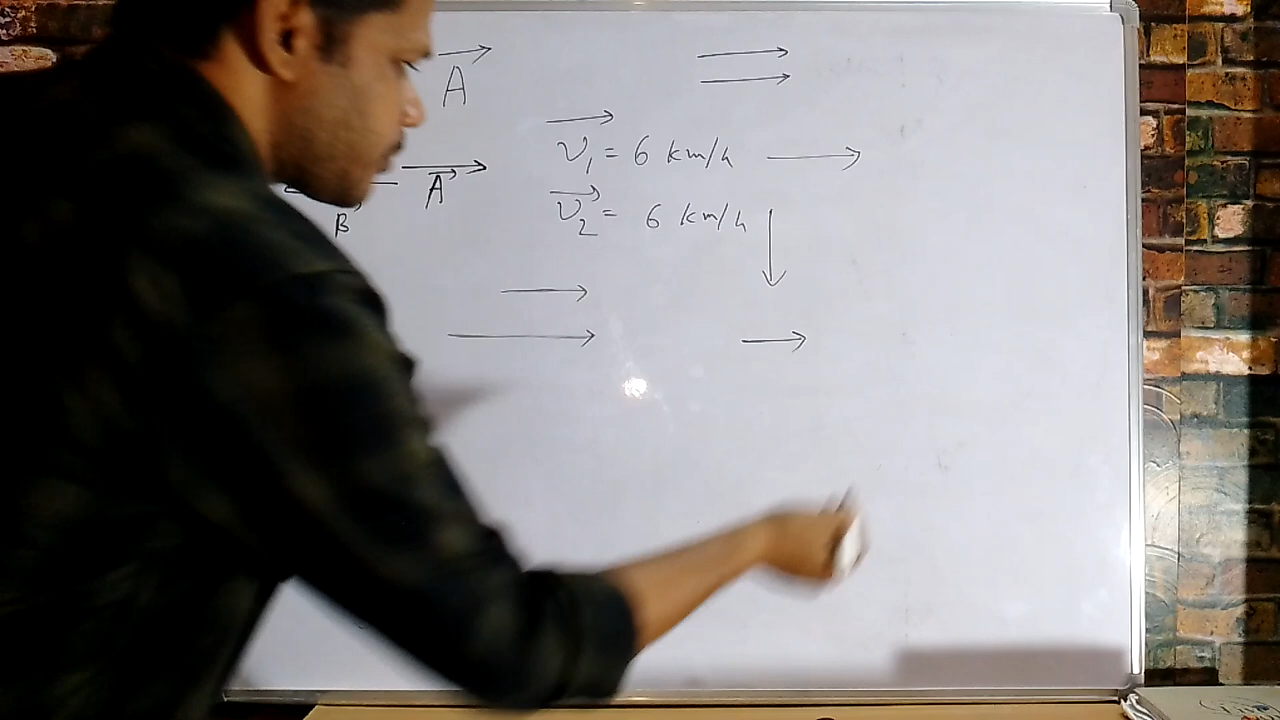 A
v₁ = 6 km/h
v₂ = 6 km/h
A
B